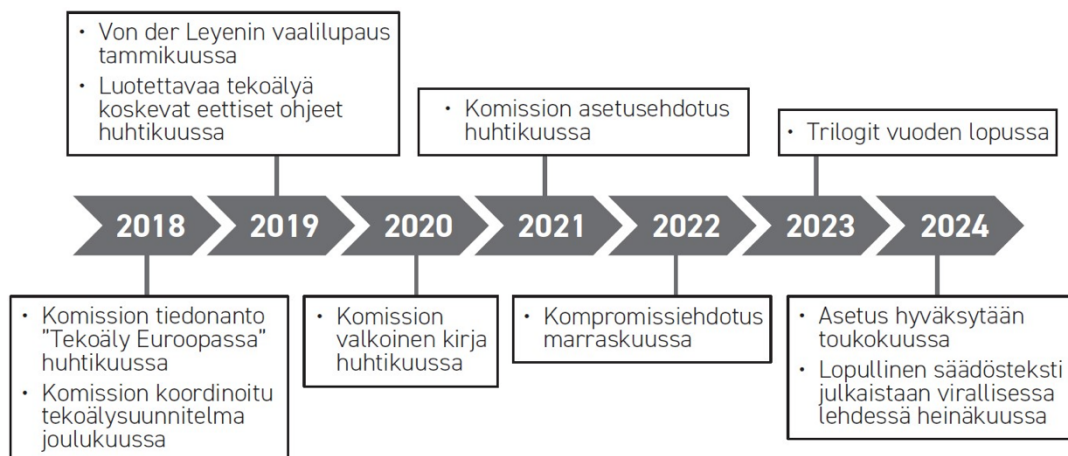 • Von der Leyenin vaalilupaus
tammikuussa
• Luotettavaa tekoälyä
koskevat eettiset ohjeet
huhtikuussa
• Komission asetusehdotus
huhtikuussa
• Trilogit vuoden lopussa
2018
2019
2020
2021
2022
2023
2024
• Komission tiedonanto
"Tekoäly Euroopassa"
huhtikuussa
• Komission koordinoitu
tekoälysuunnitelma
joulukuussa
• Komission
valkoinen kirja
huhtikuussa
• Kompromissiehdotus
marraskuussa
• Asetus hyväksytään
toukokuussa
• Lopullinen säädösteksti
julkaistaan virallisessa
lehdessä heinäkuussa